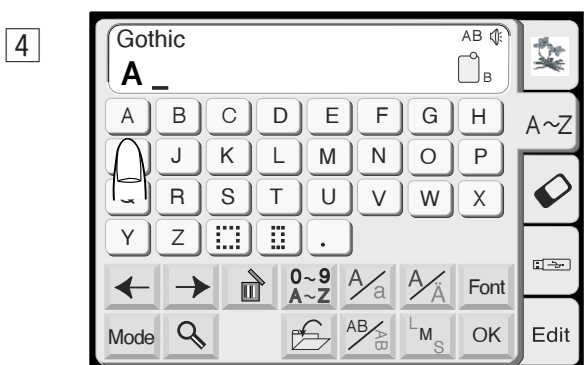 4
Gothic
AB
A _
B
A B C D E F G H
J K L M N O P
R S T U V W X
Y Z .
0~9
A~Z
A/a
A/Ä
Font
Mode
AB/AB
L M S
OK
A~Z
Edit